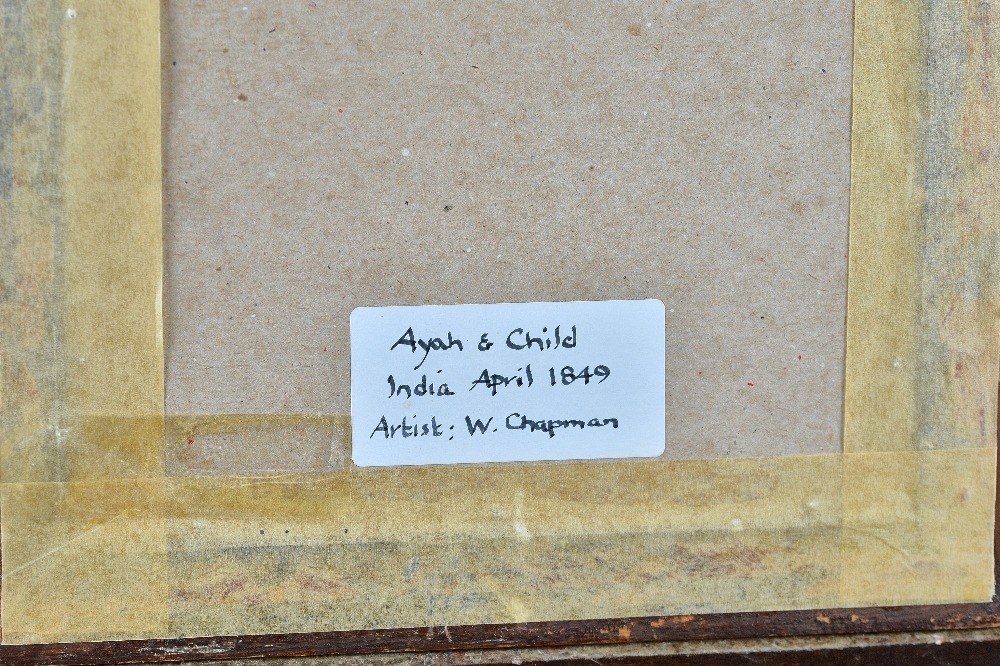 Ayah & Child
India April 1849
Artist: W. Chapman